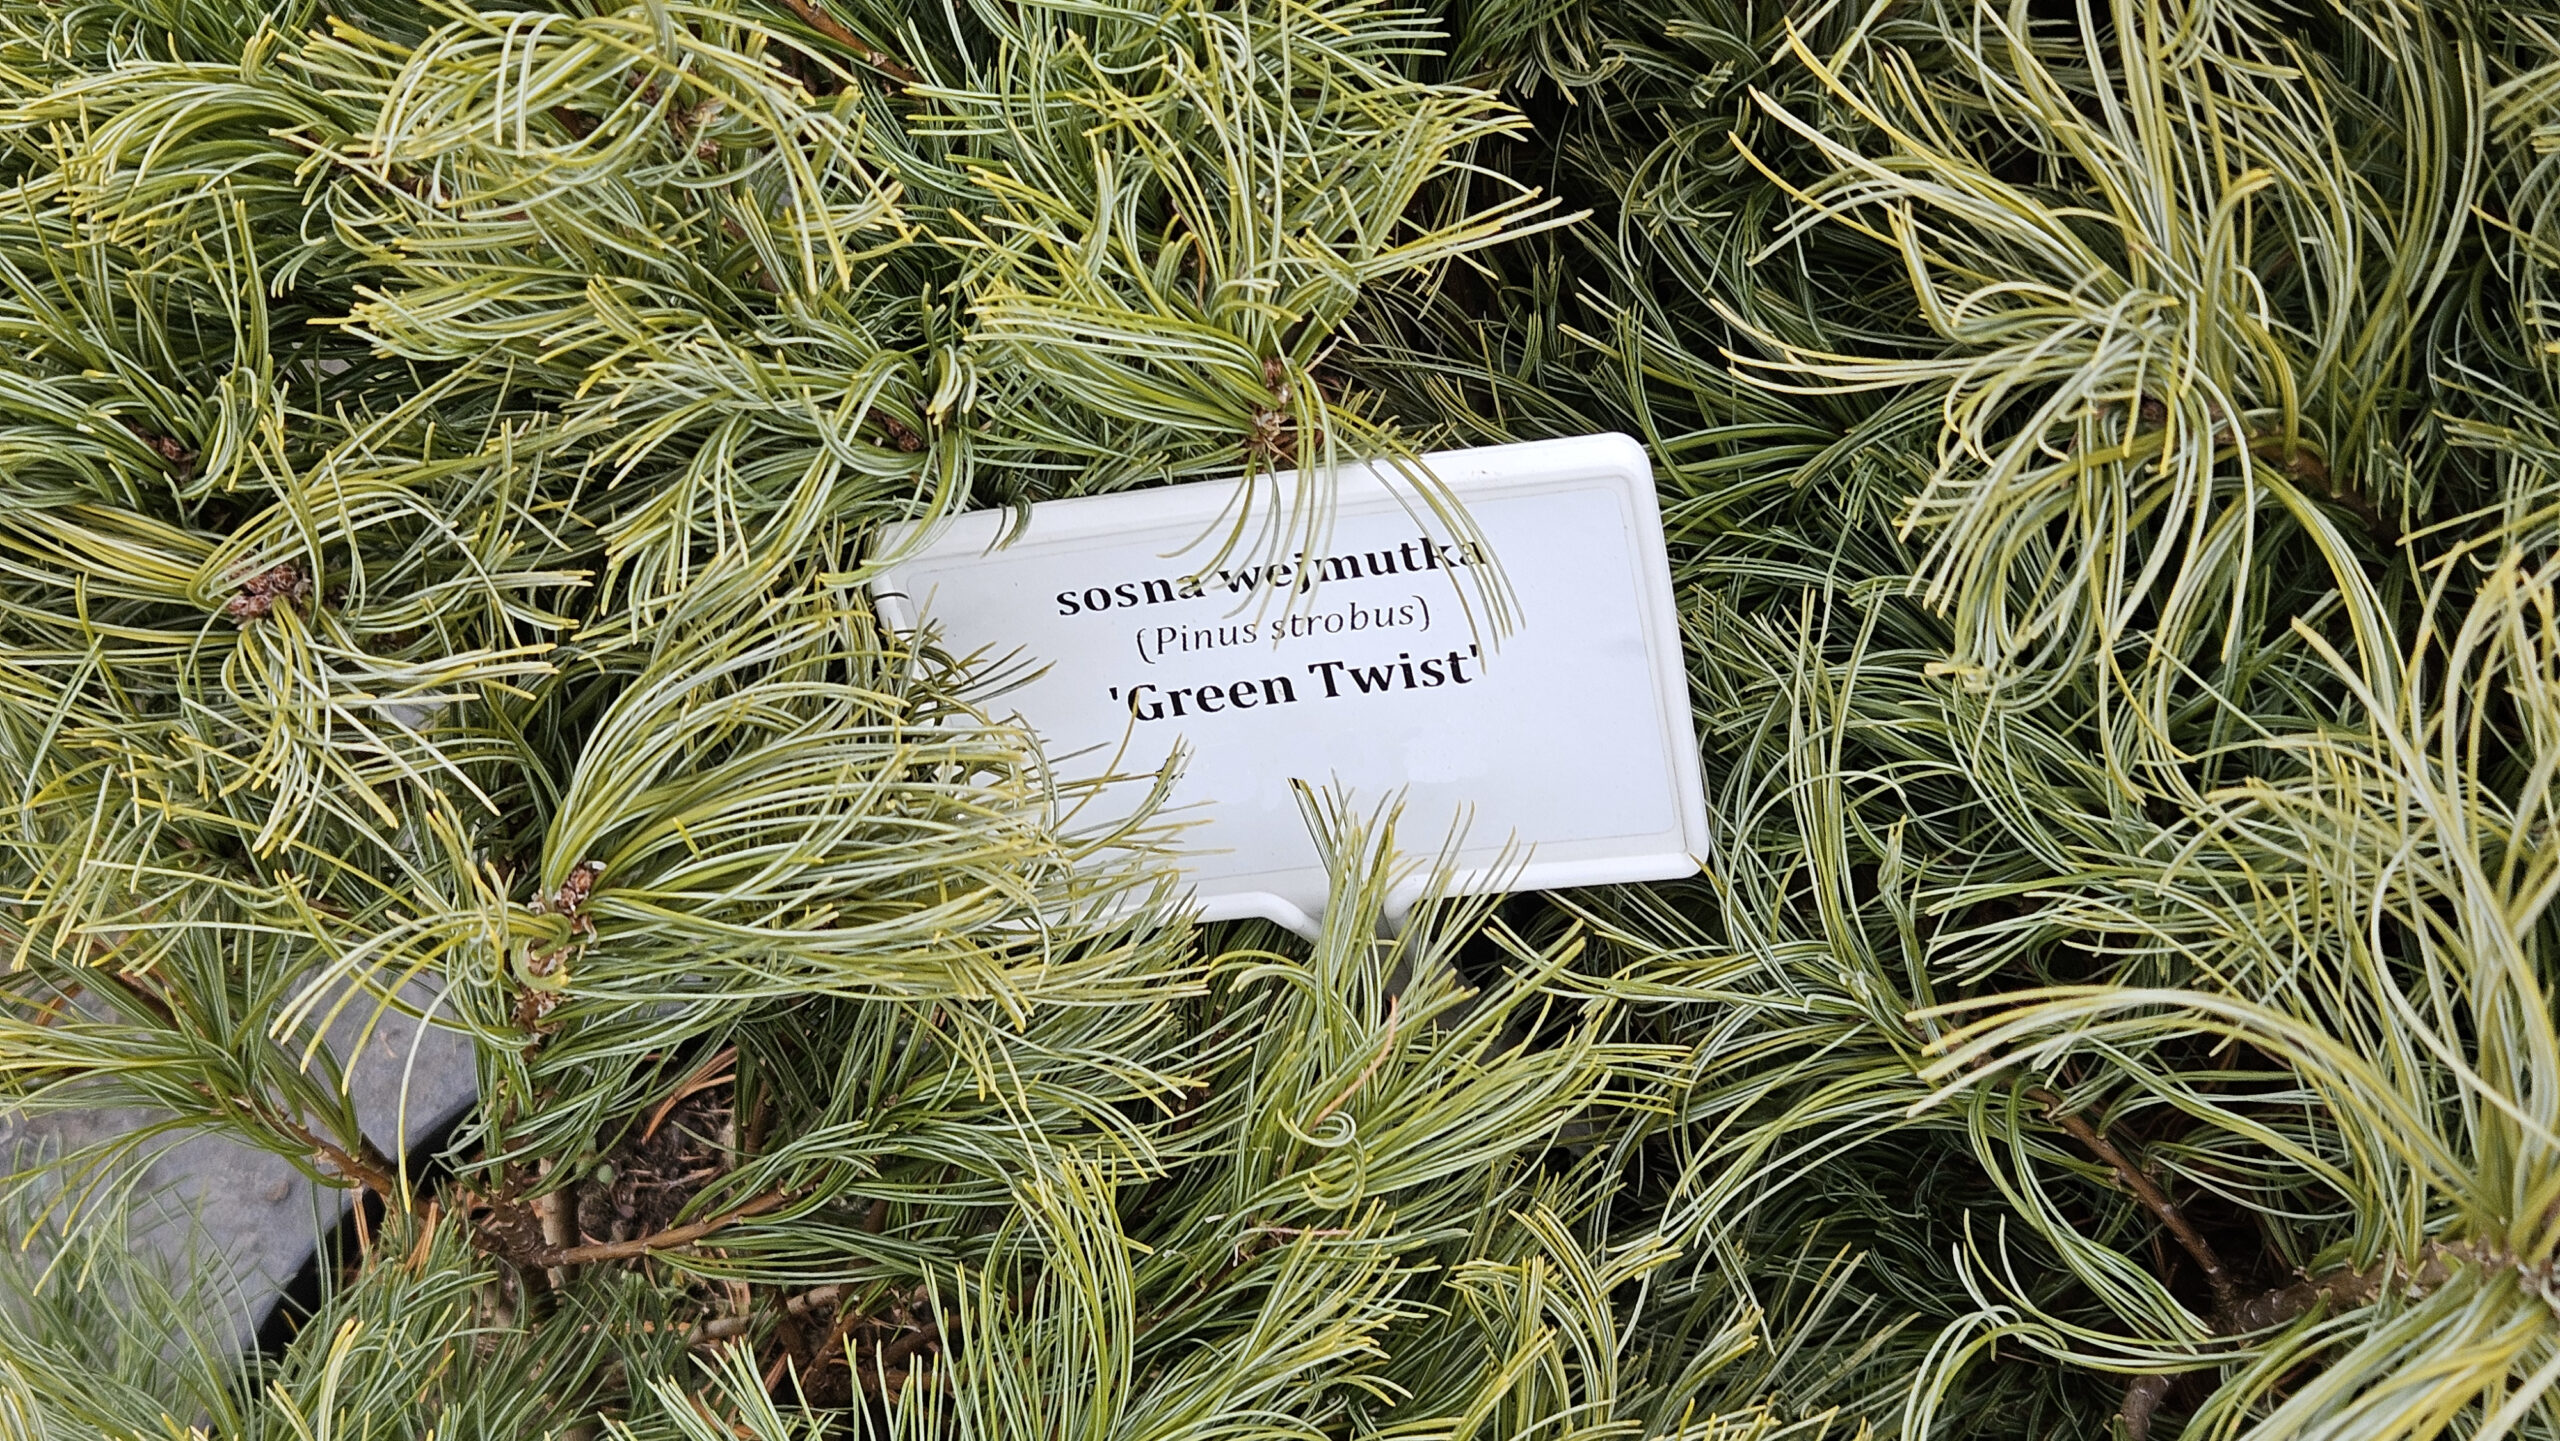 sosna wejmutka
(Pinus strobus)
'Green Twist'